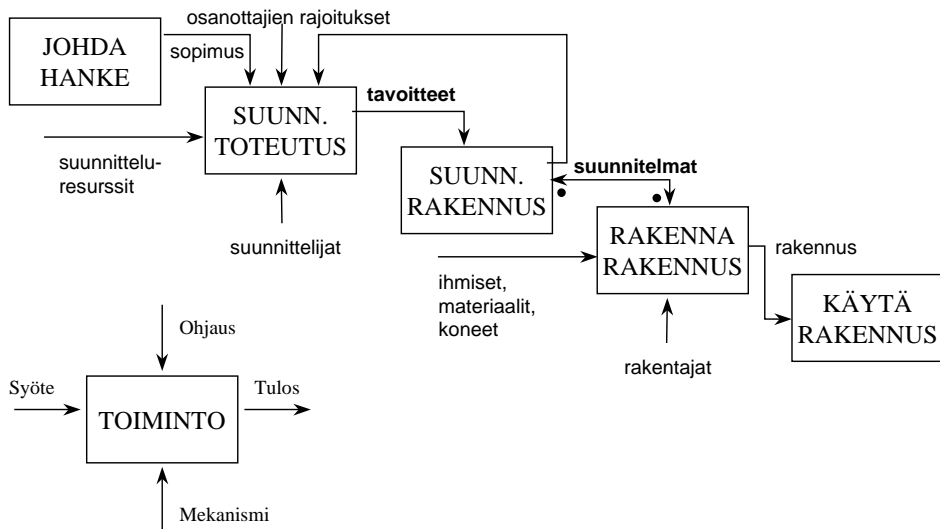 osanottajien rajoitukset
JOHDA
HANKE
sopimus
SUUNN.
TOTEUTUS
tavoitteet
suunnittelu-
resurssit
suunnittelijat
SUUNN.
RAKENNUS
suunnitelmat
RAKENNA
RAKENNUS
rakennus
ihmiset,
materiaalit,
koneet
rakentajat
KÄYTÄ
RAKENNUS
Ohjaus
Syöte
Tulos
TOIMINTO
Mekanismi